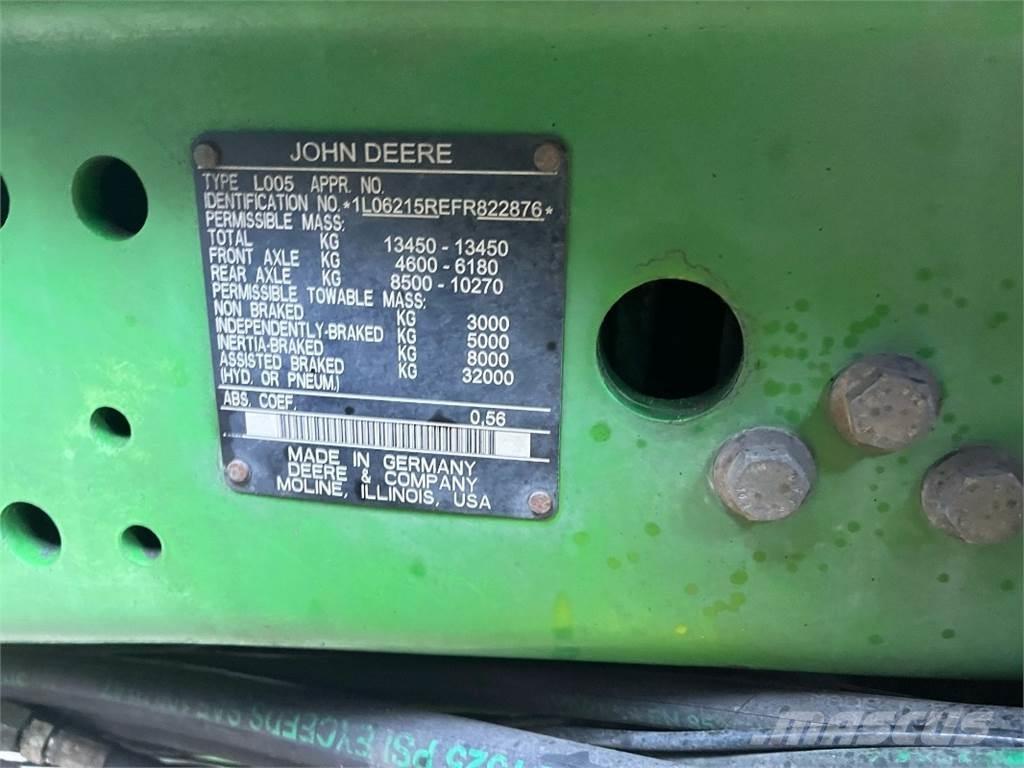 JOHN DEERE
TYPE L005 APPR. NO.
IDENTIFICATION NO.*1L06215REFR822876*
PERMISSIBLE MASS:
TOTAL KG 13450 - 13450
FRONT AXLE KG 4600 - 6180
REAR AXLE KG 8500 - 10270
PERMISSIBLE TOWABLE MASS:
NON BRAKED KG 3000
INDEPENDENTLY-BRAKED KG 5000
INERTIA-BRAKED KG 8000
ASSISTED BRAKED KG 32000
(HYD. OR PNEUM.)
ABS. COEF. 0,56
MADE IN GERMANY
DEERE & COMPANY
MOLINE, ILLINOIS, USA
PSI EXCEEDS SAE
MASCUS